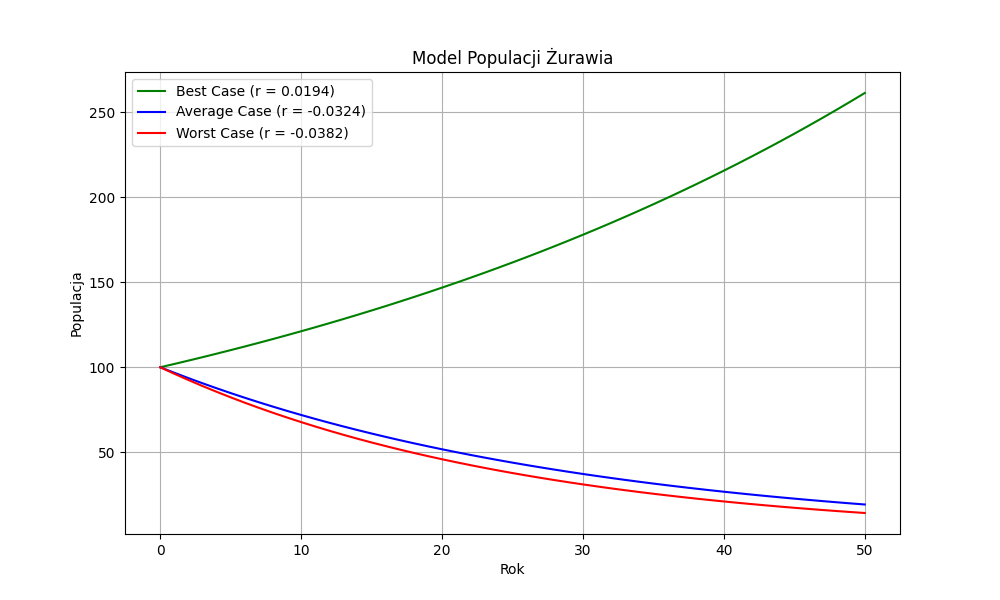 Model Populacji Żurawia
Best Case (r = 0.0194)
Average Case (r = -0.0324)
Worst Case (r = -0.0382)
Populacja
250
200
150
100
50
0 10 20 30 40 50
Rok